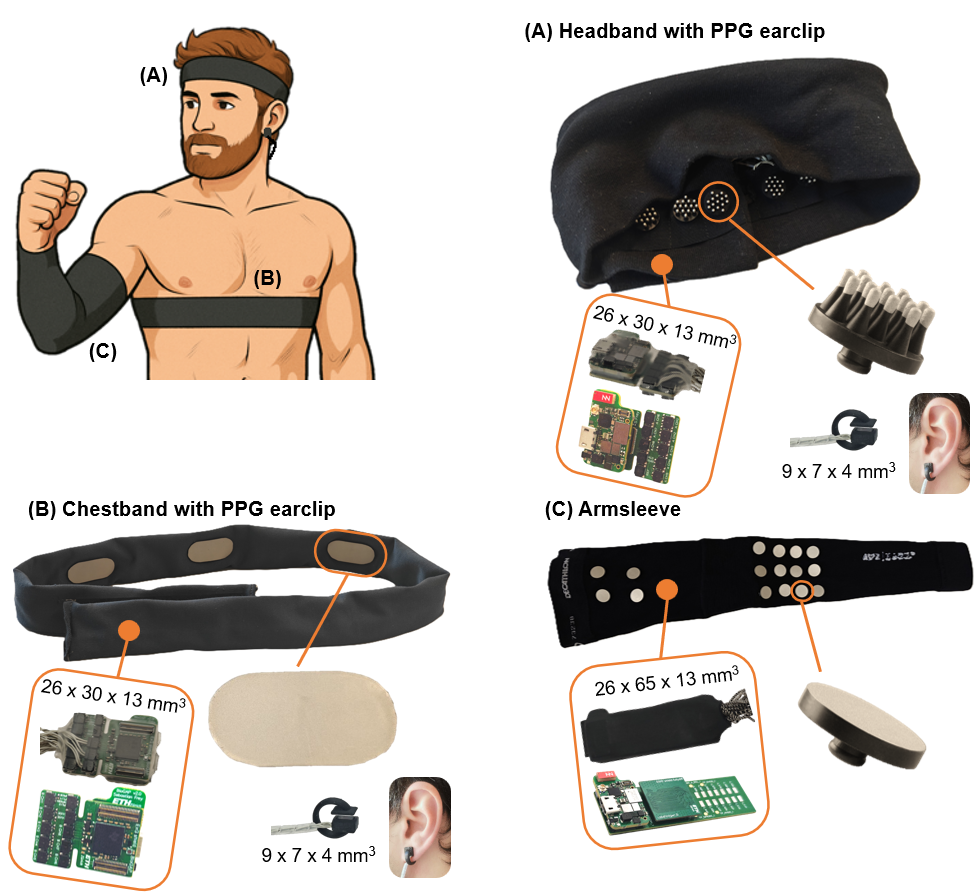 (A) Headband with PPG earclip
(A)
(B)
(C)
26 x 30 x 13 mm³
9 x 7 x 4 mm³
(B) Chestband with PPG earclip
26 x 30 x 13 mm³
ETH
9 x 7 x 4 mm³
(C) Armsleeve
DECATHLON
26 x 65 x 13 mm³